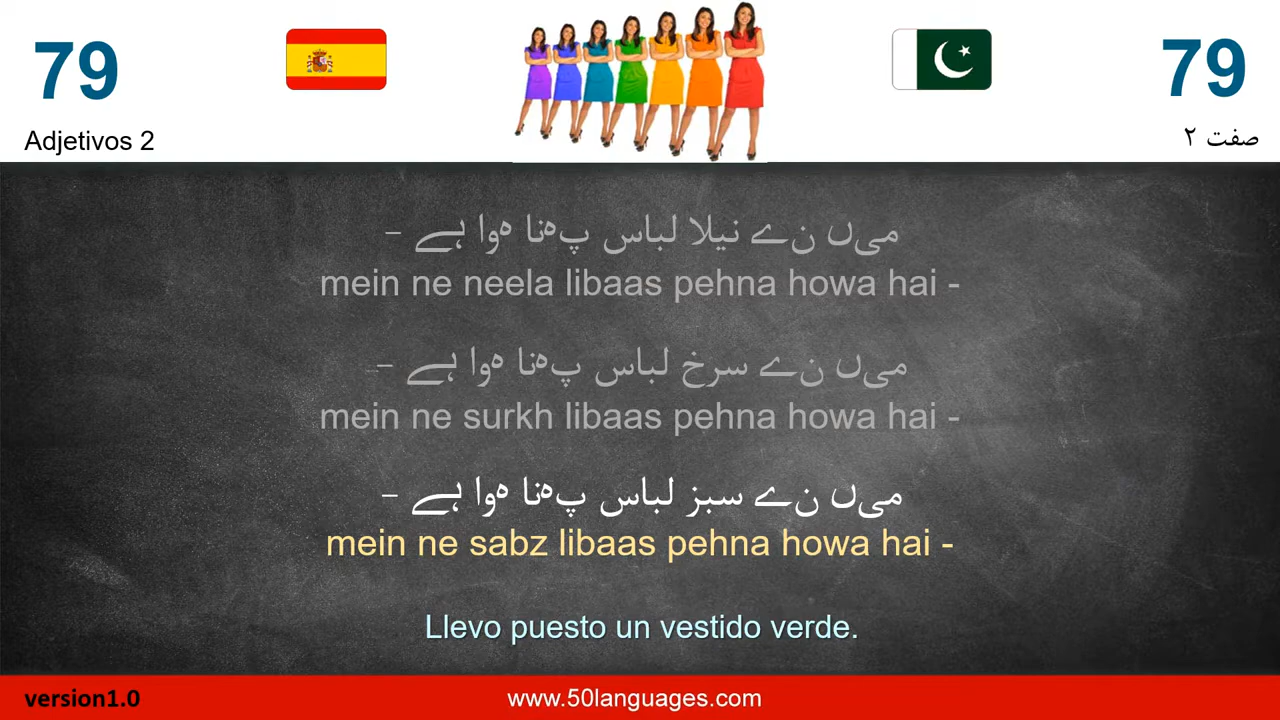 79
79
Adjetivos 2
صفت ۲
میں نے نیلا لباس پہنا ہوا ہے –
mein ne neela libaas pehna howa hai -
میں نے سرخ لباس پہنا ہوا ہے –
mein ne surkh libaas pehna howa hai -
میں نے سبز لباس پہنا ہوا ہے –
mein ne sabz libaas pehna howa hai -
Llevo puesto un vestido verde.
version1.0
www.50languages.com